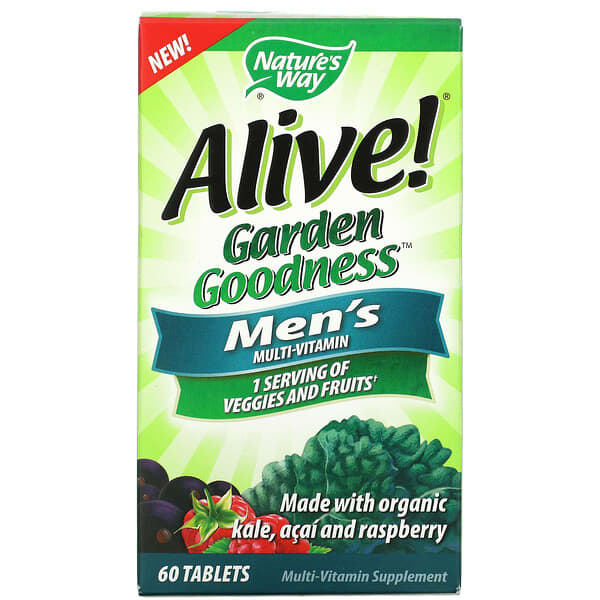 NEW!
Nature's
Way®
Alive!®
Garden
Goodness™
Men's
MULTI-VITAMIN
1 SERVING OF
VEGGIES AND FRUITS†
Made with organic
kale, açaí and raspberry
60 TABLETS
Multi-Vitamin Supplement